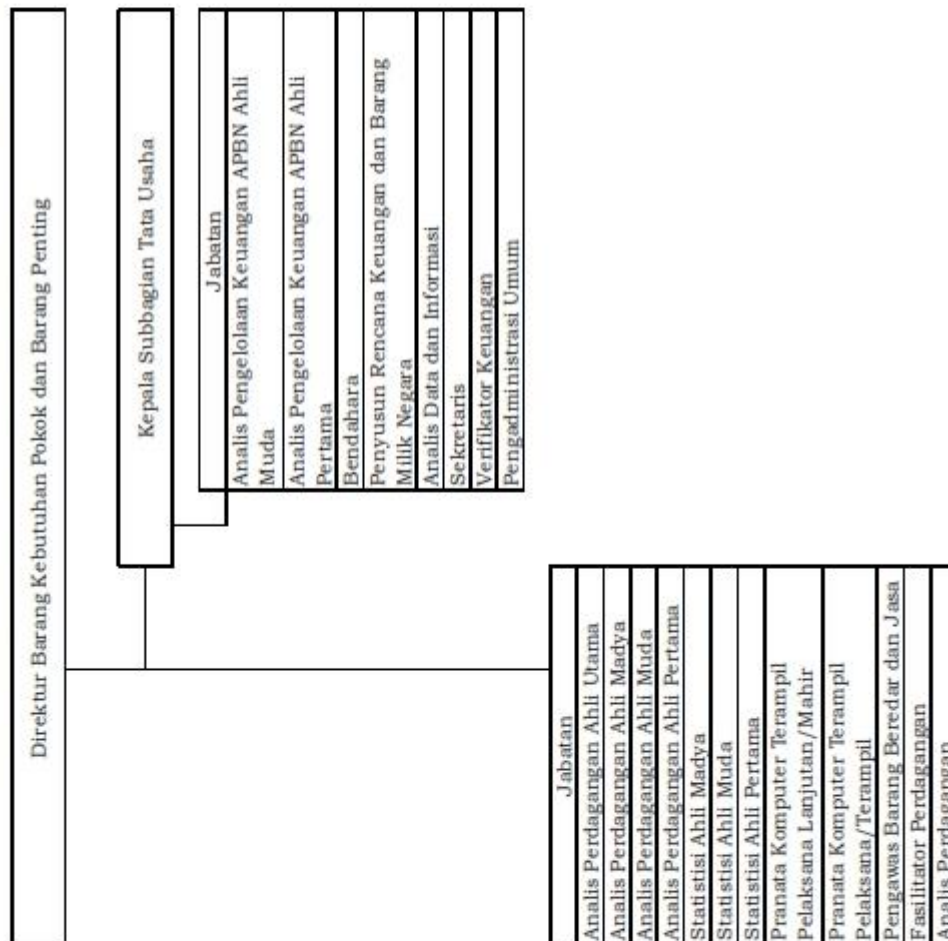 Direktur Barang Kebutuhan Pokok dan Barang Penting
Kepala Subbagian Tata Usaha
Jabatan
Analis Pengelolaan Keuangan APBN Ahli
Muda
Analis Pengelolaan Keuangan APBN Ahli
Pertama
Bendahara
Penyusun Rencana Keuangan dan Barang
Milik Negara
Analis Data dan Informasi
Sekretaris
Verifikator Keuangan
Pengadministrasi Umum
Jabatan
Analis Perdagangan Ahli Utama
Analis Perdagangan Ahli Madya
Analis Perdagangan Ahli Muda
Analis Perdagangan Ahli Pertama
Statistisi Ahli Madya
Statistisi Ahli Muda
Statistisi Ahli Pertama
Pranata Komputer Terampil
Pelaksana Lanjutan/Mahir
Pranata Komputer Terampil
Pelaksana/Terampil
Pengawas Barang Beredar dan Jasa
Fasilitator Perdagangan
Analis Perdagangan